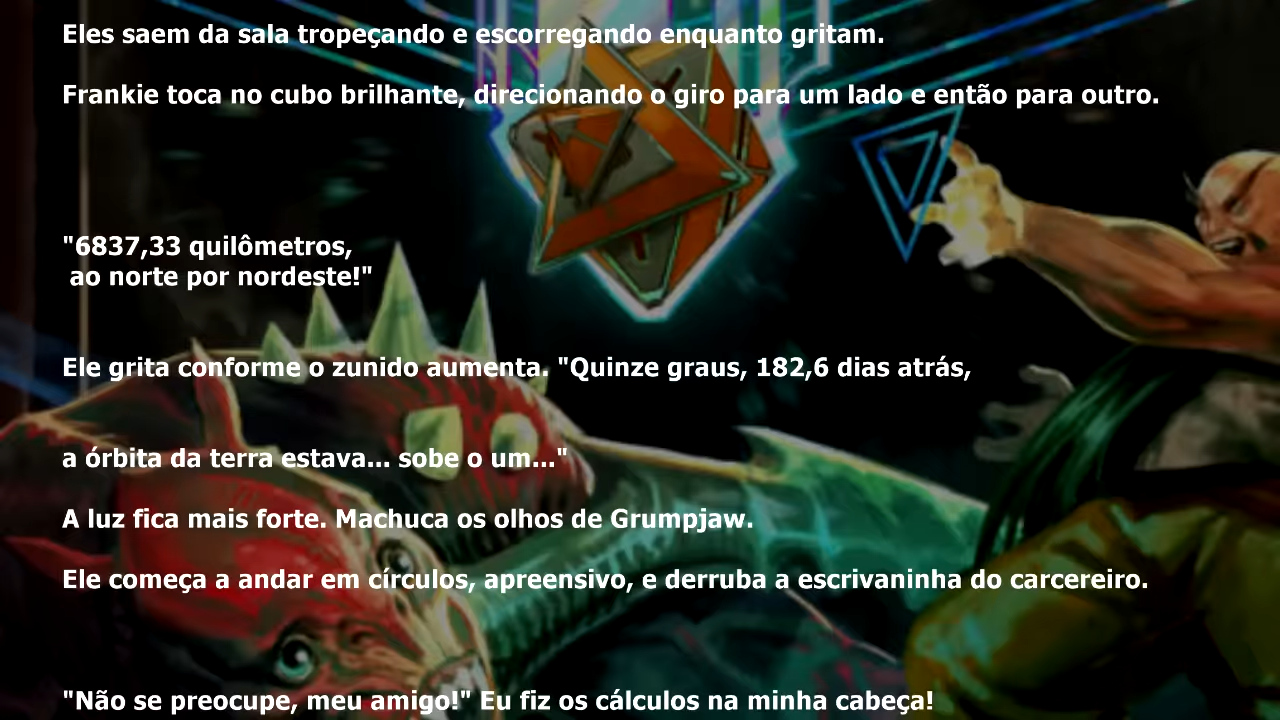 Eles saem da sala tropeçando e escorregando enquanto gritam.
Frankie toca no cubo brilhante, direcionando o giro para um lado e então para outro.
"6837,33 quilômetros,
ao norte por nordeste!"
Ele grita conforme o zunido aumenta. "Quinze graus, 182,6 dias atrás,
a órbita da terra estava... sobe o um..."
A luz fica mais forte. Machuca os olhos de Grumpjaw.
Ele começa a andar em círculos, apreensivo, e derruba a escrivaninha do carcereiro.
"Não se preocupe, meu amigo!" Eu fiz os cálculos na minha cabeça!